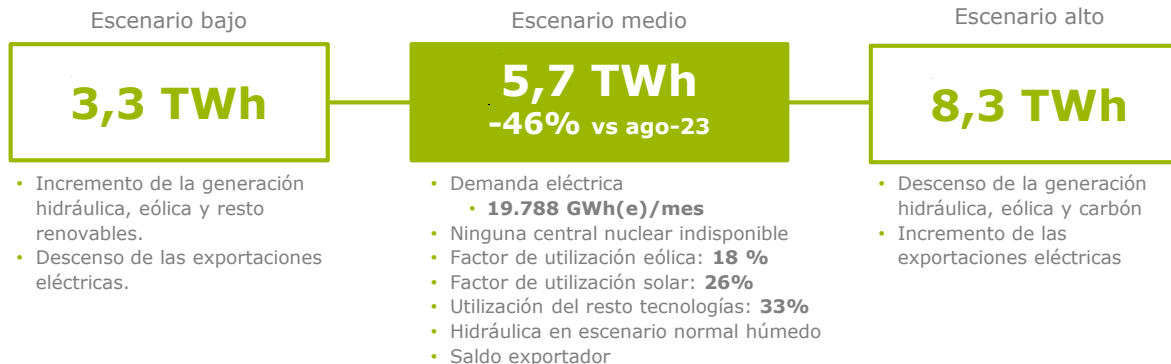 Escenario bajo
3,3 TWh
• Incremento de la generación
hidráulica, eólica y resto
renovables.
• Descenso de las exportaciones
eléctricas.
Escenario medio
5,7 TWh
-46% vs ago-23
• Demanda eléctrica
• 19.788 GWh(e)/mes
• Ninguna central nuclear indisponible
• Factor de utilización eólica: 18 %
• Factor de utilización solar: 26%
• Utilización del resto tecnologías: 33%
• Hidráulica en escenario normal húmedo
• Saldo exportador
Escenario alto
8,3 TWh
• Descenso de la generación
hidráulica, eólica y carbón
• Incremento de las
exportaciones eléctricas